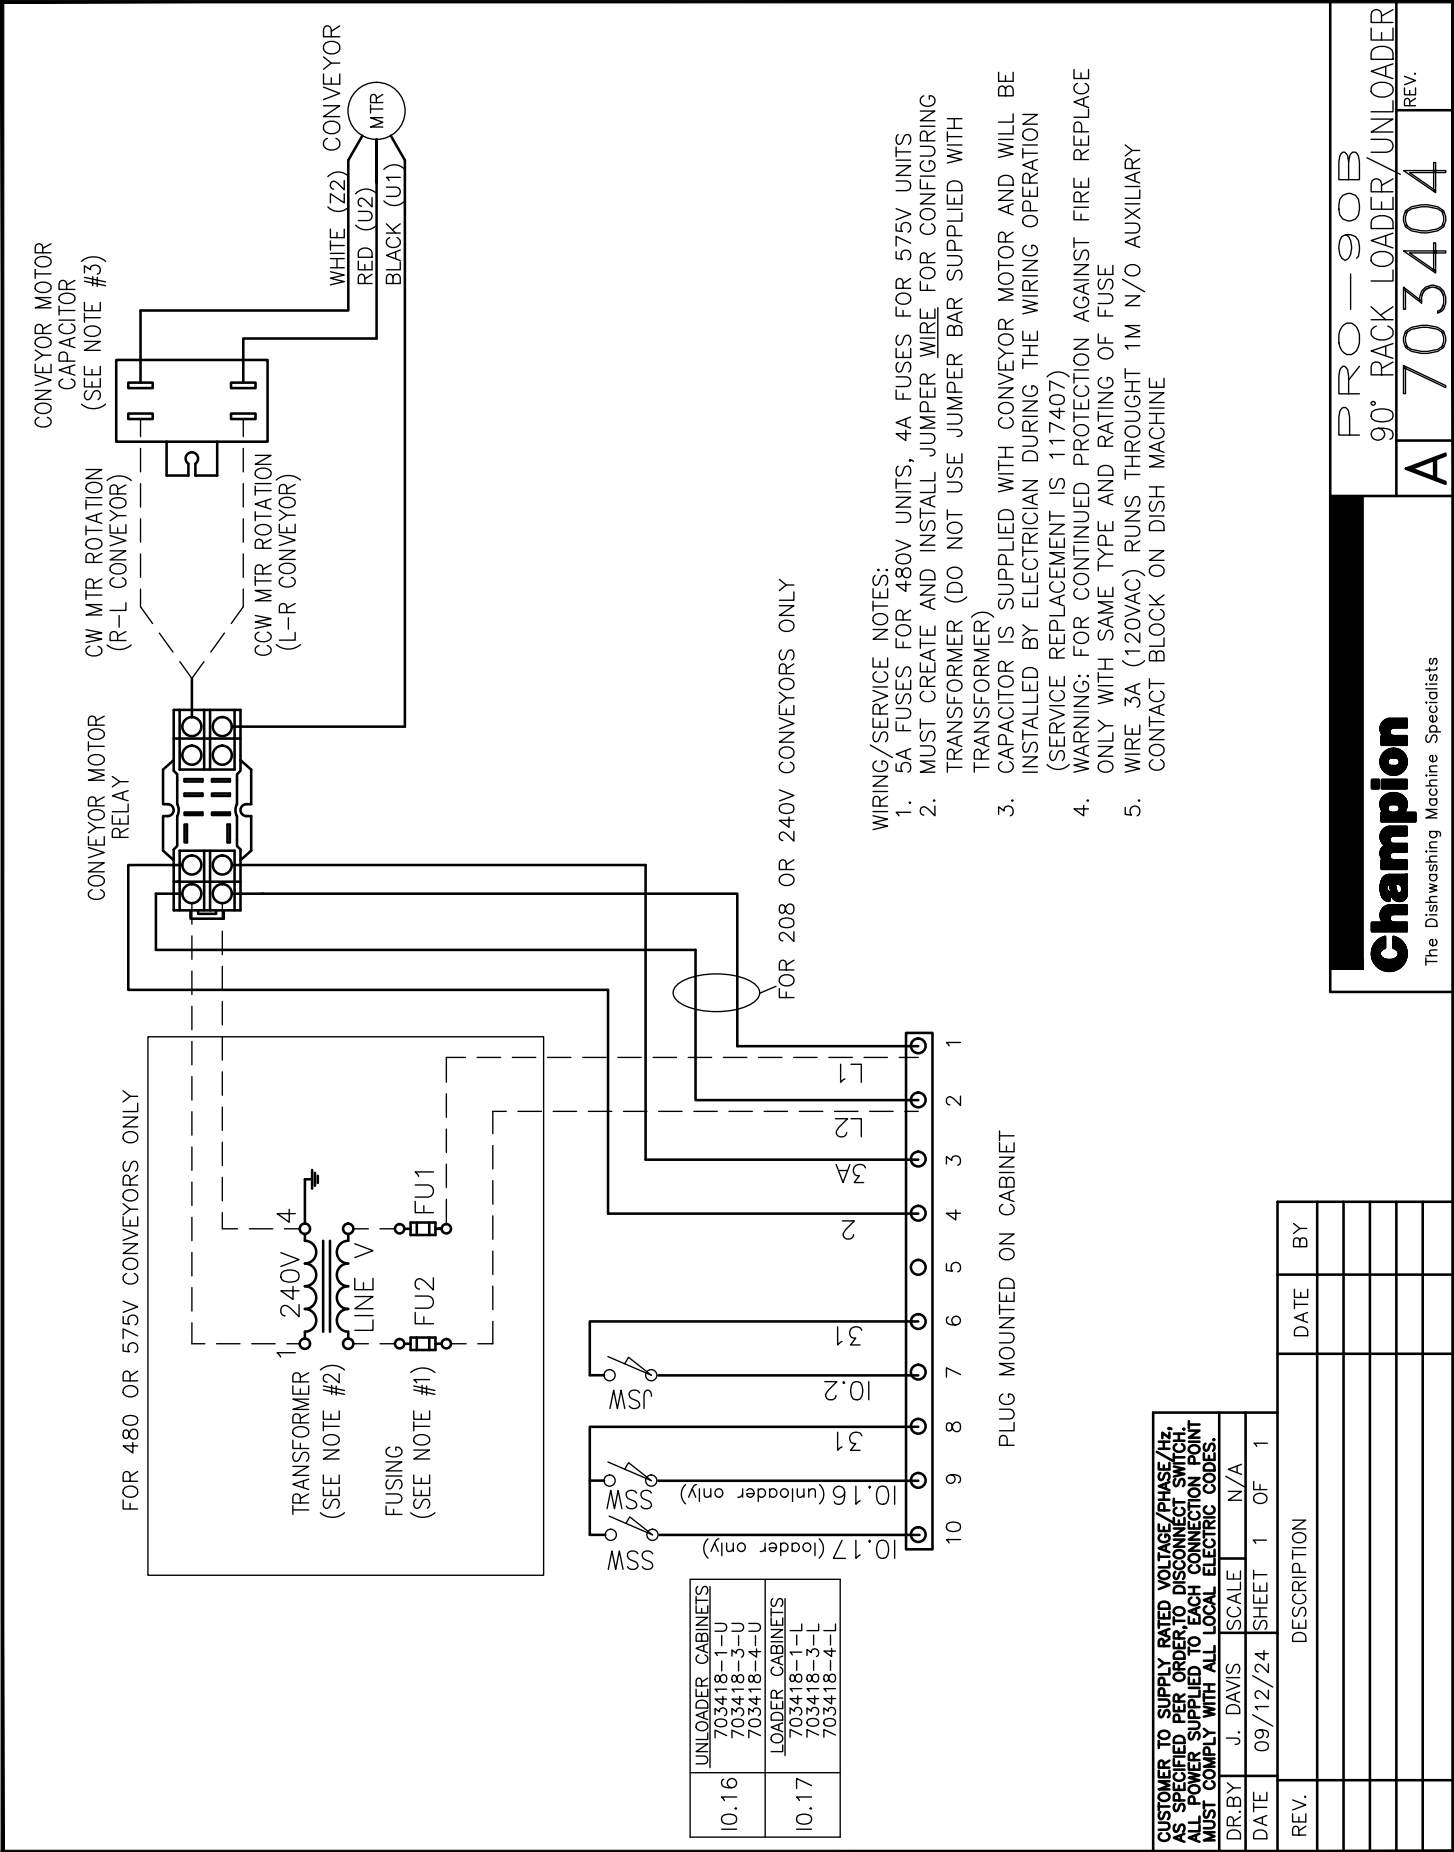 FOR 480 OR 575V CONVEYORS ONLY
TRANSFORMER
(SEE NOTE #2)
1
240V
4
LINE V
FUSING
(SEE NOTE #1)
FU2
FU1
CONVEYOR MOTOR
RELAY
CW MTR ROTATION
(R-L CONVEYOR)
CCW MTR ROTATION
(L-R CONVEYOR)
CONVEYOR MOTOR
CAPACITOR
(SEE NOTE #3)
WHITE (Z2)
RED (U2)
BLACK (U1)
CONVEYOR
MTR
SSW
SSW
JSW
I0.17 (loader only)
I0.16 (unloader only)
31
I0.2
31
2
3A
L2
L1
10
9
8
7
6
5
4
3
2
1
PLUG MOUNTED ON CABINET
FOR 208 OR 240V CONVEYORS ONLY
I0.16
UNLOADER CABINETS
703418-1-U
703418-3-U
703418-4-U
I0.17
LOADER CABINETS
703418-1-L
703418-3-L
703418-4-L
WIRING/SERVICE NOTES:
1. 5A FUSES FOR 480V UNITS, 4A FUSES FOR 575V UNITS
2. MUST CREATE AND INSTALL JUMPER WIRE FOR CONFIGURING
TRANSFORMER (DO NOT USE JUMPER BAR SUPPLIED WITH
TRANSFORMER)
3. CAPACITOR IS SUPPLIED WITH CONVEYOR MOTOR AND WILL BE
INSTALLED BY ELECTRICIAN DURING THE WIRING OPERATION
(SERVICE REPLACEMENT IS 117407)
4. WARNING: FOR CONTINUED PROTECTION AGAINST FIRE REPLACE
ONLY WITH SAME TYPE AND RATING OF FUSE
5. WIRE 3A (120VAC) RUNS THROUGHT 1M N/O AUXILIARY
CONTACT BLOCK ON DISH MACHINE
CUSTOMER TO SUPPLY RATED VOLTAGE/PHASE/Hz,
AS SPECIFIED PER ORDER,TO DISCONNECT SWITCH.
ALL POWER SUPPLIED TO EACH CONNECTION POINT
MUST COMPLY WITH ALL LOCAL ELECTRIC CODES.
DR.BY J. DAVIS SCALE N/A
DATE 09/12/24 SHEET 1 OF 1
REV. DESCRIPTION DATE BY
Champion
The Dishwashing Machine Specialists
PRO-90B
90° RACK LOADER/UNLOADER
A 703404 REV.